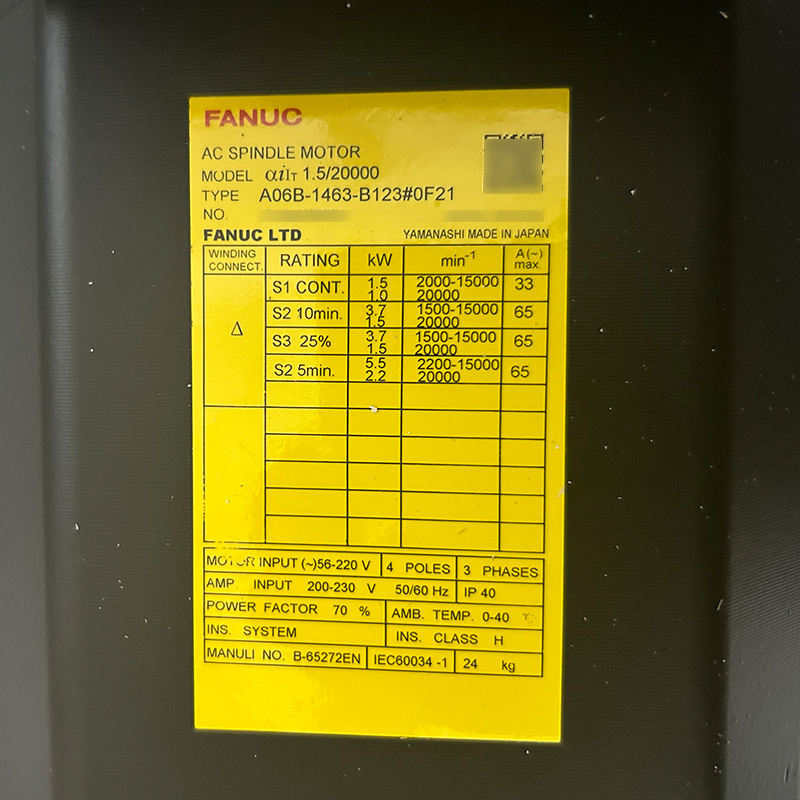 FANUC
AC SPINDLE MOTOR
MODEL αiIT 1.5/20000
TYPE A06B-1463-B123#0F21
NO.
FANUC LTD YAMANASHI MADE IN JAPAN
WINDING CONNECT. RATING kW min⁻¹ A(~) max.
Δ
S1 CONT. 1.5 2000-15000 33
1.0 20000
S2 10min. 3.7 1500-15000 65
1.5 20000
S3 25% 3.7 1500-15000 65
1.5 20000
S2 5min. 5.5 2200-15000 65
2.2 20000
MOTOR INPUT (~)56-220 V 4 POLES 3 PHASES
AMP. INPUT 200-230 V 50/60 Hz IP 40
POWER FACTOR 70 % AMB. TEMP. 0-40 ℃
INS. SYSTEM INS. CLASS H
MANULI NO. B-65272EN IEC60034 -1 24 kg